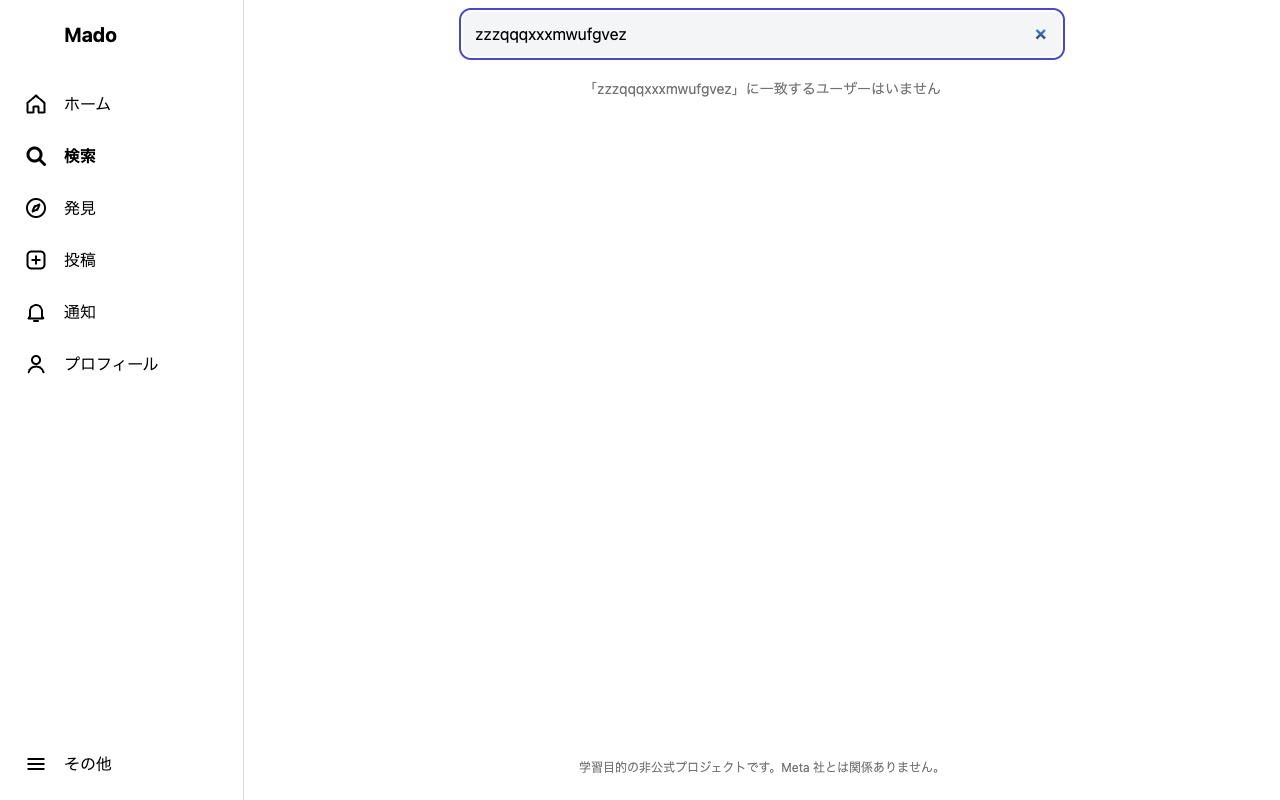 Mado
ホーム
検索
発見
投稿
通知
プロフィール
その他
zzzqqqxxxmwufgvez
「zzzqqqxxxmwufgvez」に一致するユーザーはいません
学習目的の非公式プロジェクトです。Meta 社とは関係ありません。